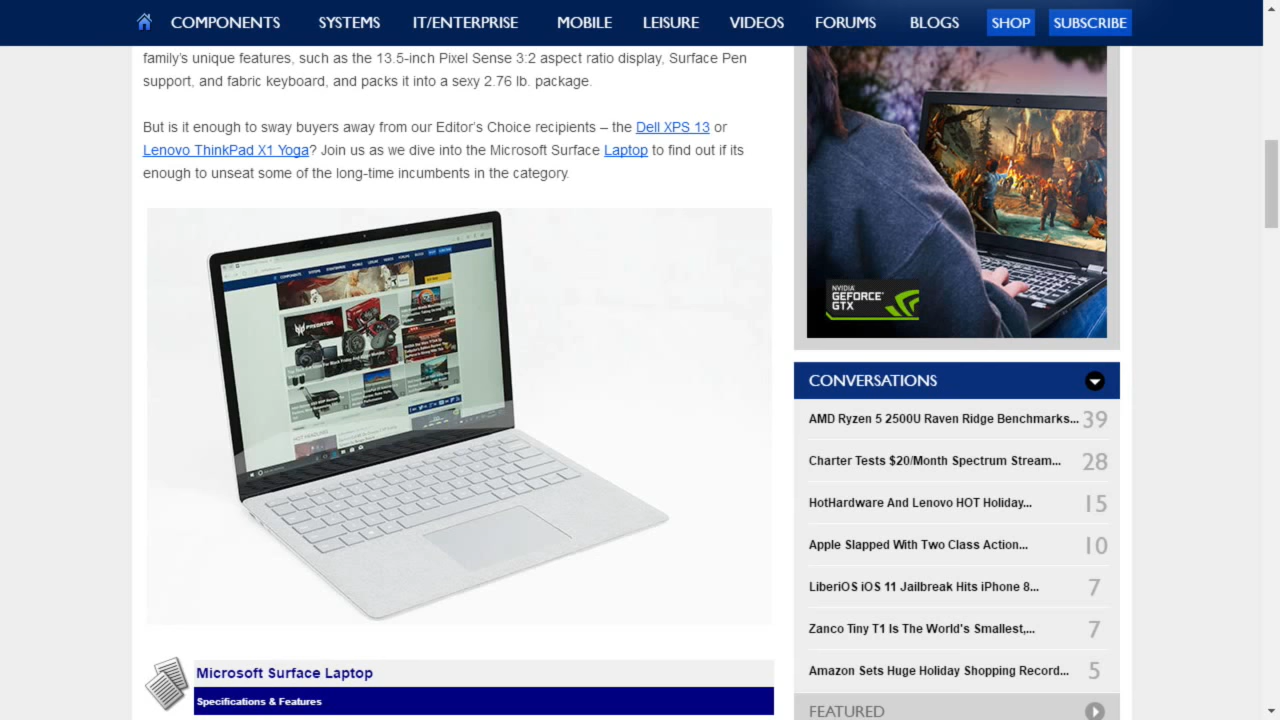 COMPONENTS SYSTEMS IT/ENTERPRISE MOBILE LEISURE VIDEOS FORUMS BLOGS SHOP SUBSCRIBE
family's unique features, such as the 13.5-inch Pixel Sense 3:2 aspect ratio display, Surface Pen
support, and fabric keyboard, and packs it into a sexy 2.76 lb. package.
But is it enough to sway buyers away from our Editor's Choice recipients – the Dell XPS 13 or
Lenovo ThinkPad X1 Yoga? Join us as we dive into the Microsoft Surface Laptop to find out if its
enough to unseat some of the long-time incumbents in the category.
PREDATOR
HOT HEADLINES
Microsoft Surface Laptop
Specifications & Features
NVIDIA
GEFORCE
GTX
CONVERSATIONS
AMD Ryzen 5 2500U Raven Ridge Benchmarks... 39
Charter Tests $20/Month Spectrum Stream... 28
HotHardware And Lenovo HOT Holiday... 15
Apple Slapped With Two Class Action... 10
LiberiOS iOS 11 Jailbreak Hits iPhone 8... 7
Zanco Tiny T1 Is The World's Smallest,... 7
Amazon Sets Huge Holiday Shopping Record... 5
FEATURED